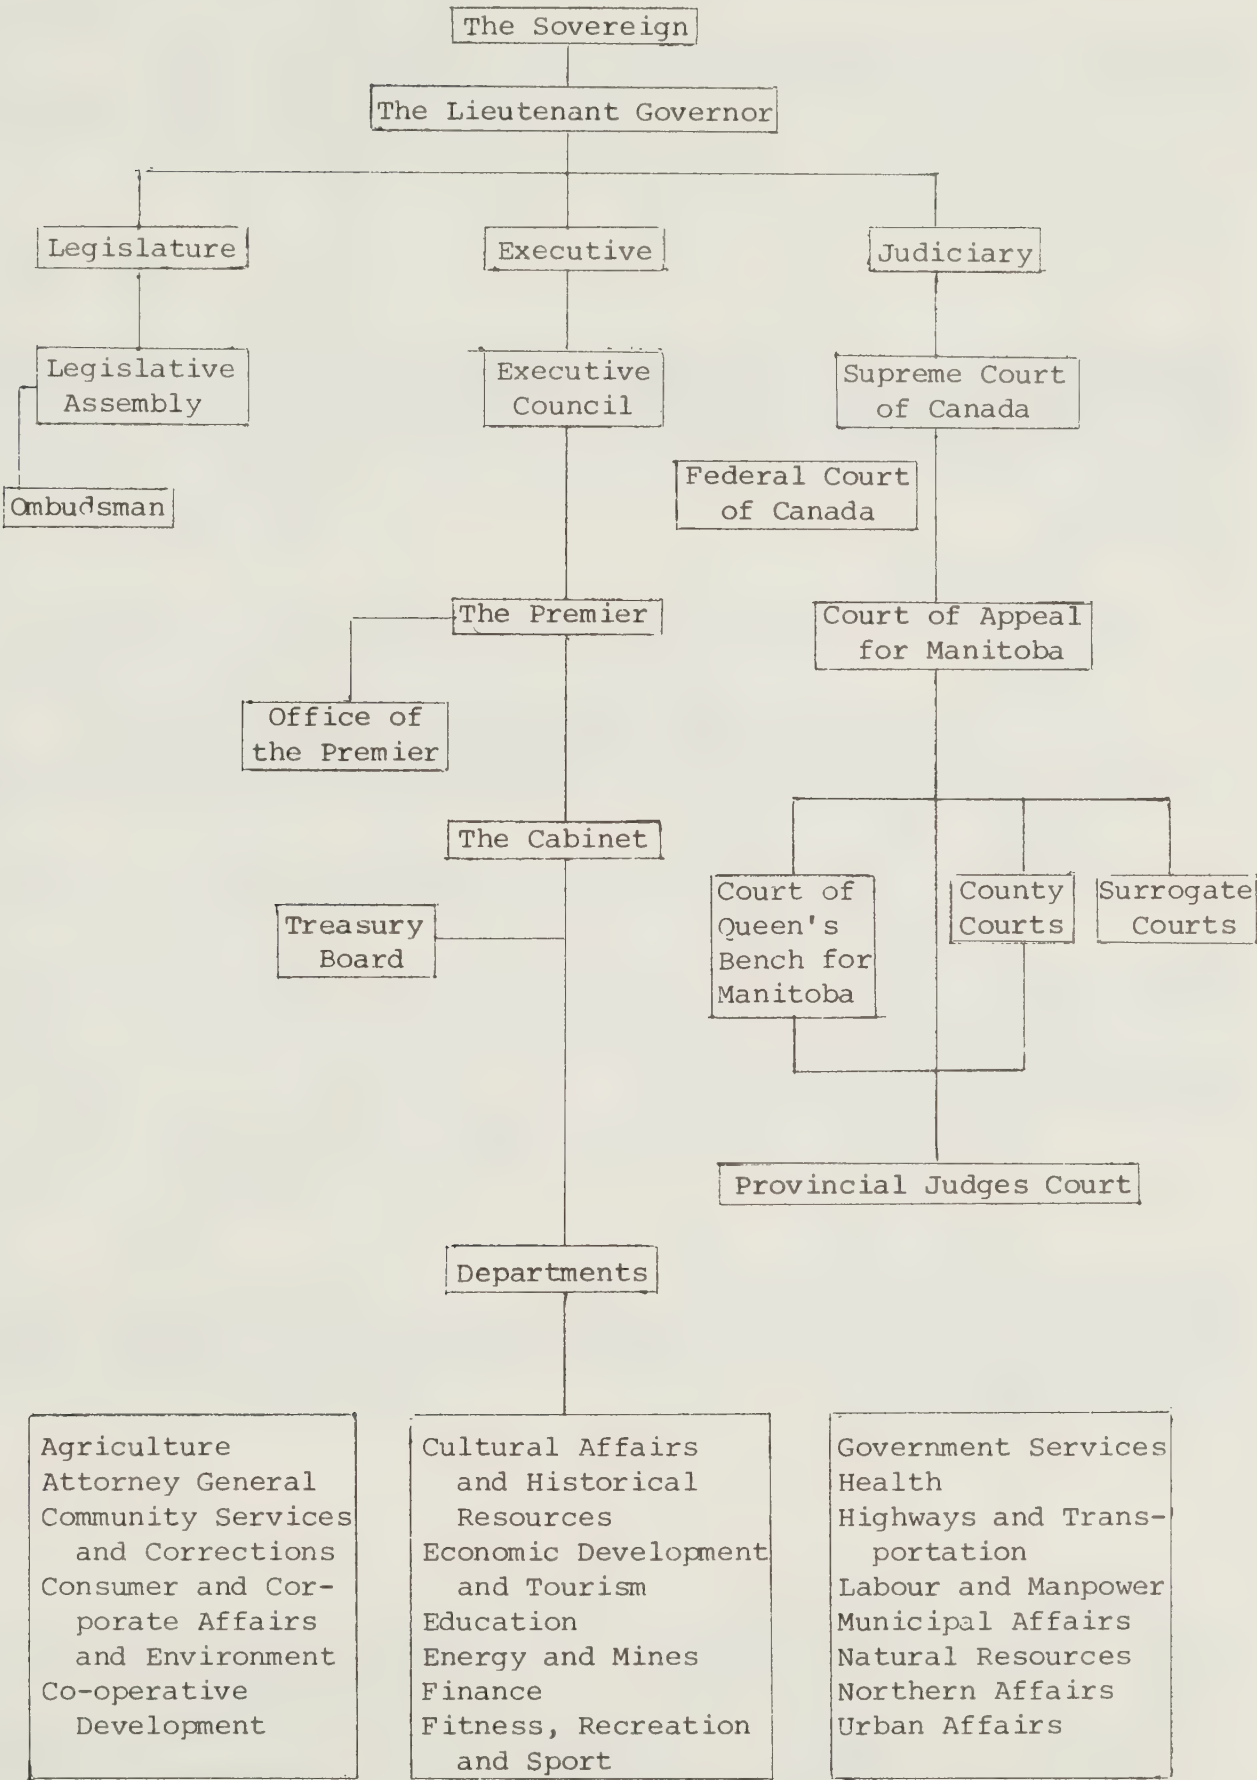 The Sovereign
The Lieutenant Governor
Legislature
Executive
Judiciary
Legislative
Assembly
Executive
Council
Supreme Court
of Canada
Ombudsman
Federal Court
of Canada
The Premier
Court of Appeal
for Manitoba
Office of
the Premier
The Cabinet
Treasury
Board
Court of
Queen's
Bench for
Manitoba
County
Courts
Surrogate
Courts
Provincial Judges Court
Departments
Agriculture
Attorney General
Community Services
and Corrections
Consumer and Cor-
porate Affairs
and Environment
Co-operative
Development
Cultural Affairs
and Historical
Resources
Economic Development
and Tourism
Education
Energy and Mines
Finance
Fitness, Recreation
and Sport
Government Services
Health
Highways and Trans-
portation
Labour and Manpower
Municipal Affairs
Natural Resources
Northern Affairs
Urban Affairs